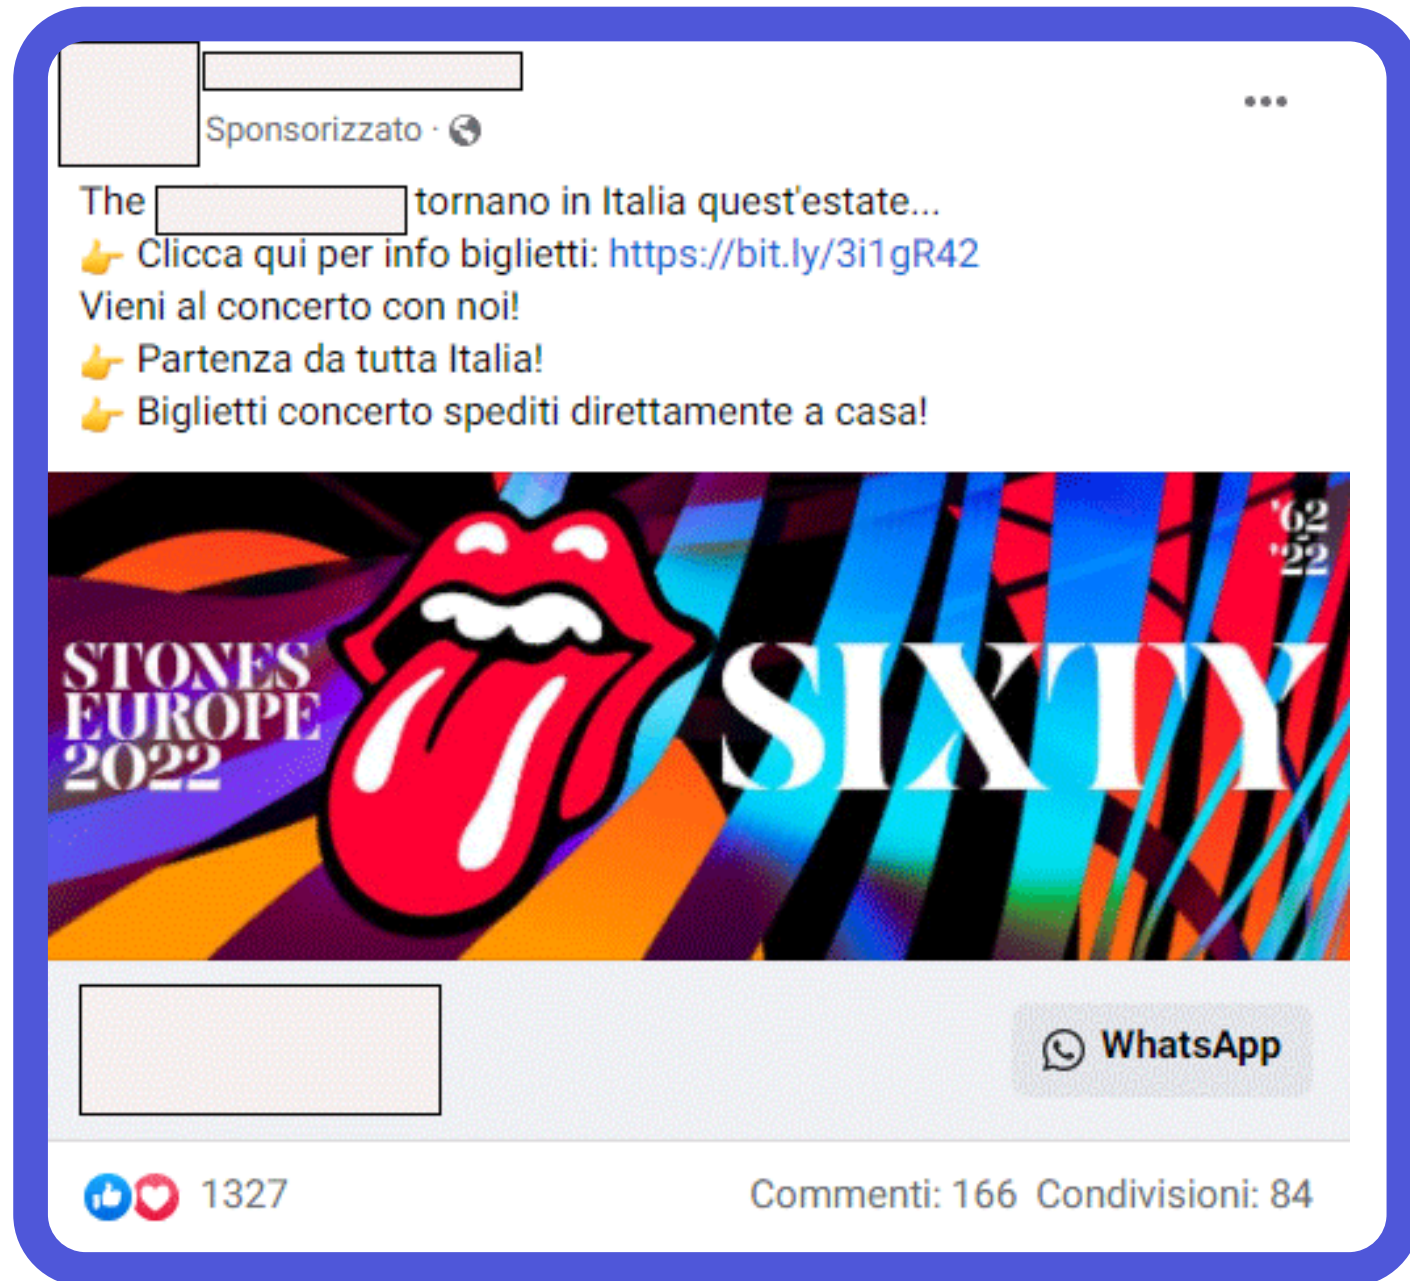 Sponsorizzato ·
The tornano in Italia quest'estate...
👉 Clicca qui per info biglietti: https://bit.ly/3i1gR42
Vieni al concerto con noi!
👉 Partenza da tutta Italia!
👉 Biglietti concerto spediti direttamente a casa!
'62
'22
STONES
EUROPE
2022
SIXTY
WhatsApp
1327
Commenti: 166 Condivisioni: 84